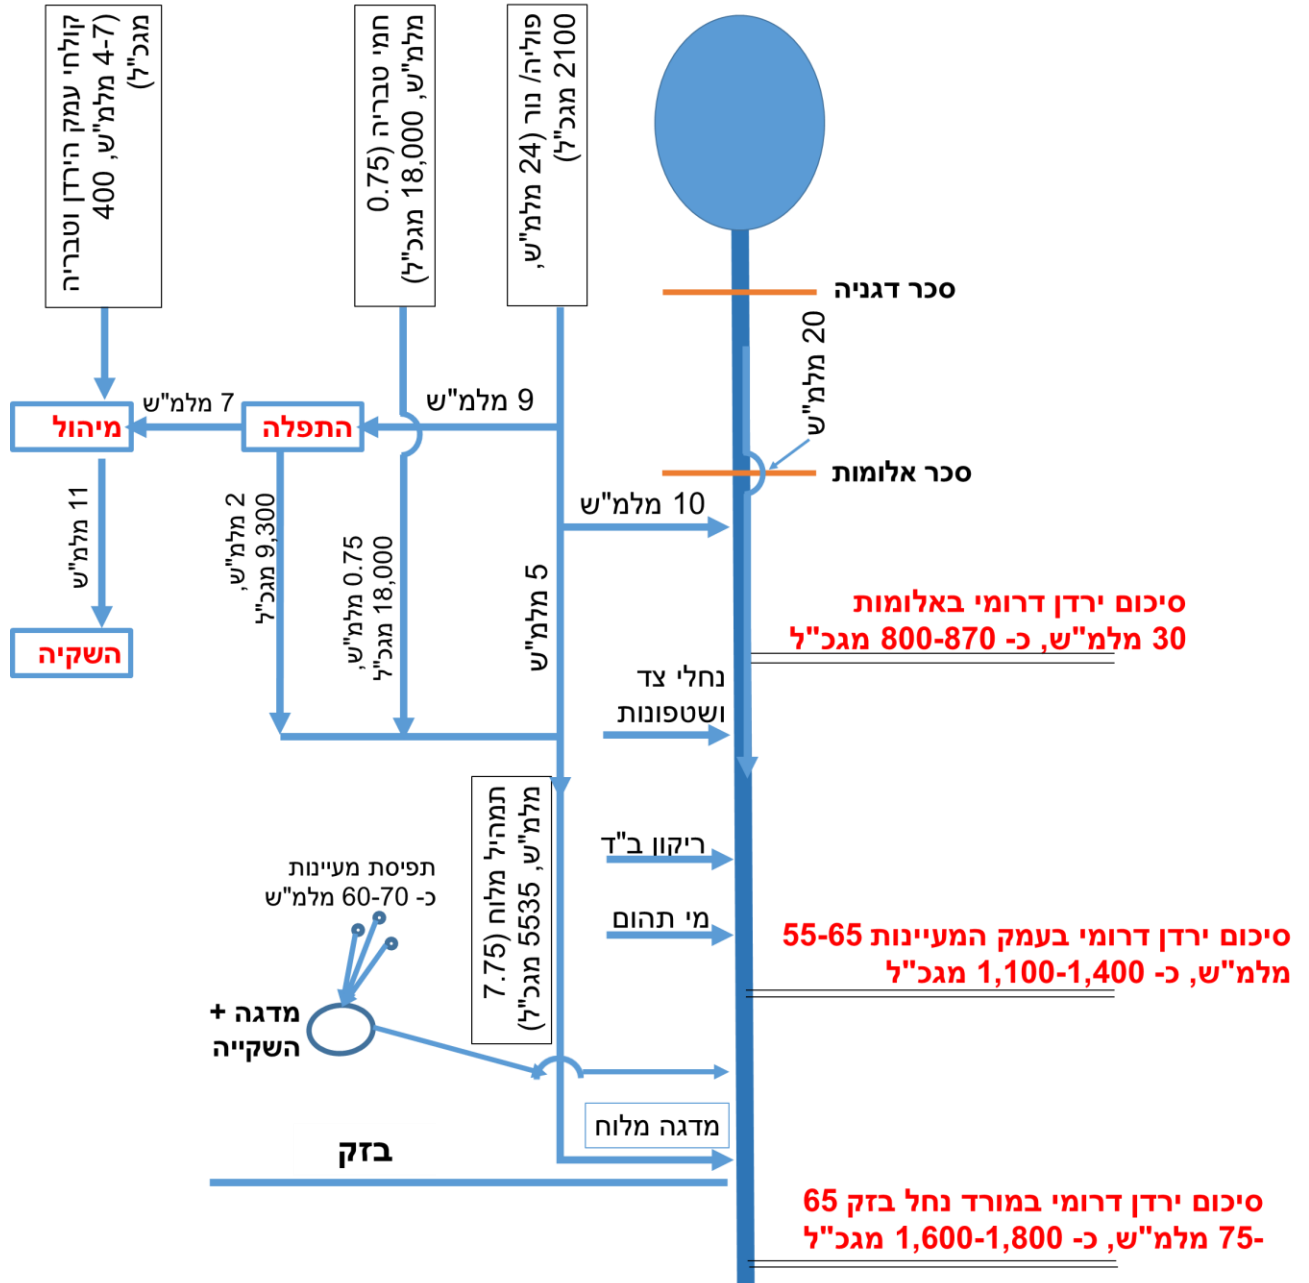 קולחי עמק הירדן וטבריה
(4-7 מלמ"ש, 400
מגכ"ל)
חמי טבריה (0.75
מלמ"ש, 18,000 מגכ"ל)
פוליה/ נור (24 מלמ"ש,
2100 מגכ"ל)
סכר דגניה
20 מלמ"ש
סכר אלומות
9 מלמ"ש
התפלה
7 מלמ"ש
מיהול
10 מלמ"ש
11 מלמ"ש
2 מלמ"ש,
9,300 מגכ"ל
0.75 מלמ"ש,
18,000 מגכ"ל
5 מלמ"ש
השקיה
סיכום ירדן דרומי באלומות
30 מלמ"ש, כ- 800-870 מגכ"ל
נחלי צד
ושטפונות
תמהיל מלוח (7.75
מלמ"ש, 5535 מגכ"ל)
ריקון ב"ד
תפיסת מעיינות
כ- 60-70 מלמ"ש
מי תהום
סיכום ירדן דרומי בעמק המעיינות 55-65
מלמ"ש, כ- 1,100-1,400 מגכ"ל
מדגה +
השקייה
מדגה מלוח
בזק
סיכום ירדן דרומי במורד נחל בזק 65
-75 מלמ"ש, כ- 1,600-1,800 מגכ"ל